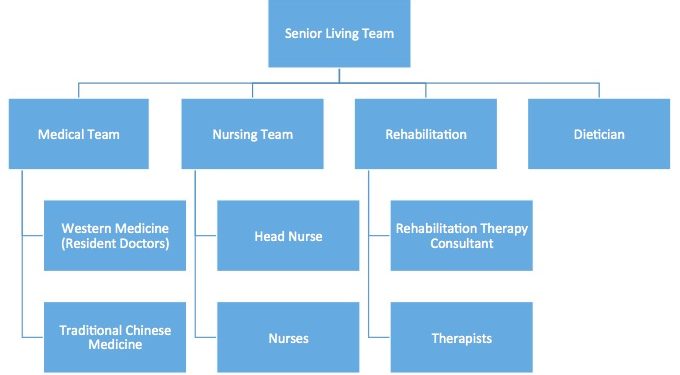 Senior Living Team
Medical Team
Nursing Team
Rehabilitation
Dietician
Western Medicine
(Resident Doctors)
Head Nurse
Rehabilitation Therapy
Consultant
Traditional Chinese
Medicine
Nurses
Therapists